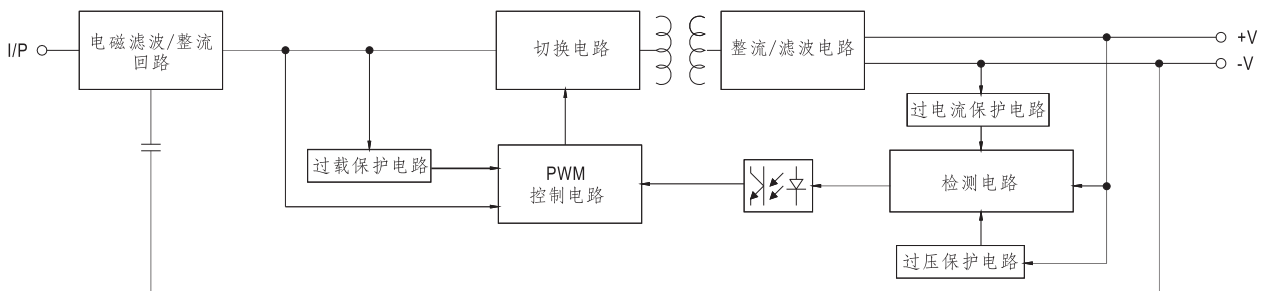 I/P
电磁滤波/整流
回路
切换电路
整流/滤波电路
+V
-V
过电流保护电路
过载保护电路
PWM
控制电路
检测电路
过压保护电路